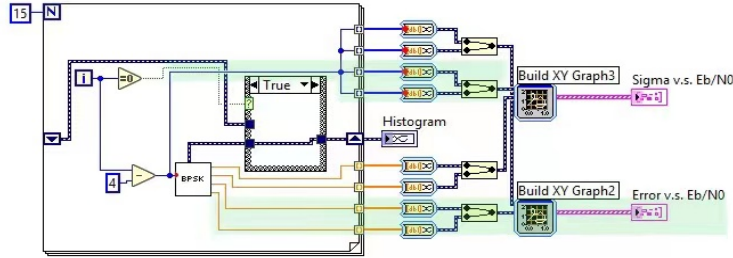 15
N
i
=0
True
?
Build XY Graph3
Sigma v.s. Eb/N0
Histogram
4
-
BPSK
Build XY Graph2
Error v.s. Eb/N0